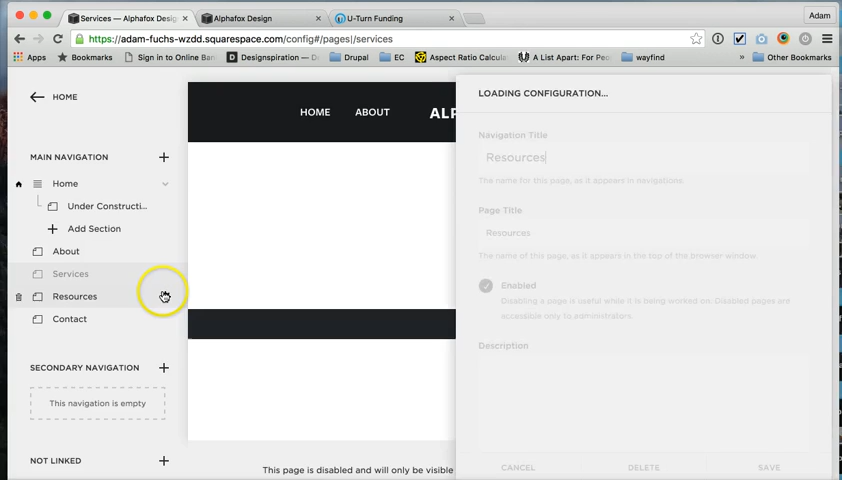 Services — Alphafox Desig
Alphafox Design
U-Turn Funding
Adam
https://adam-fuchs-wzdd.squarespace.com/config#/pages|/services
Apps
Bookmarks
Sign in to Online Bank
Designspiration —
Drupal
EC
Aspect Ratio Calcula
A List Apart: For Peo
wayfind
»
Other Bookmarks
HOME
MAIN NAVIGATION
Home
Under Constructi...
Add Section
About
Services
Resources
Contact
SECONDARY NAVIGATION
This navigation is empty
NOT LINKED
HOME ABOUT ALP
This page is disabled and will only be visible
LOADING CONFIGURATION...
Navigation Title
Resources
The name for this page, as it appears in navigations.
Page Title
Resources
The name of this page, as it appears in the top of the browser window.
Enabled
Disabling a page is useful while it is being worked on. Disabled pages are
accessible only to administrators.
Description
CANCEL DELETE SAVE